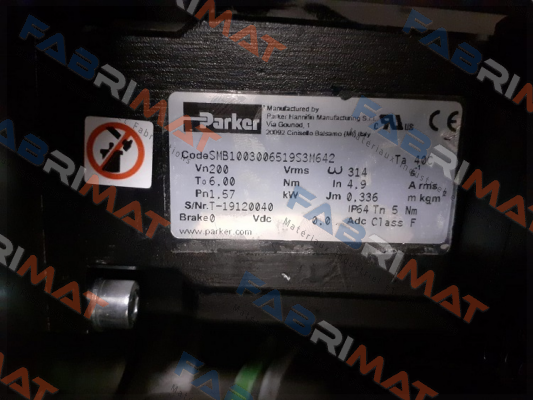 Parker
Manufactured by
Parker Hannifin Manufacturing S.r.l.
Via Gounod, 1
20092 Cinisello Balsamo (MI) Italy
Code SMB1003006519S3M642 Ta 40
Vn 200 Vrms ω 314
To 6.00 Nm In 4.9 Arms
Pn 1.57 kW Jm 0.336 m kgm²
S/Nr. T-19120040 IP64 Tn 5 Nm
Brake 0 Vdc 0.0 Adc Class F
www.parker.com
FABRIMAT
FABRIMAT
FABRIMAT
FABRIMAT
FABRIMAT